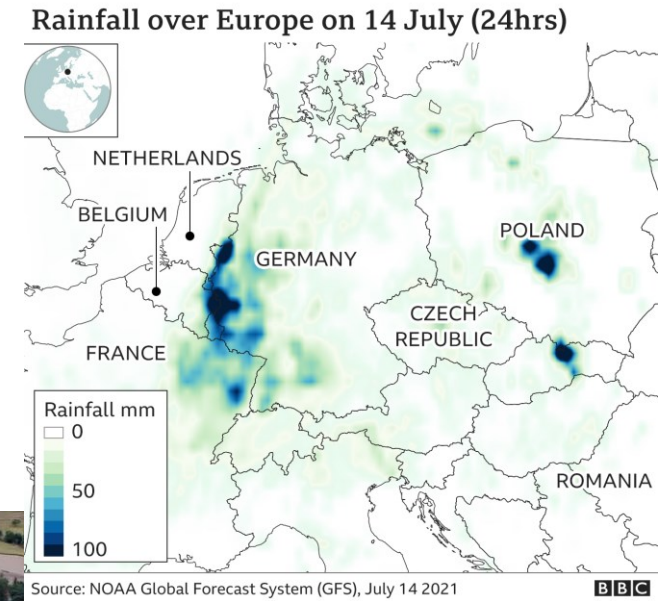 Rainfall over Europe on 14 July (24hrs)
NETHERLANDS
BELGIUM
GERMANY
POLAND
CZECH
REPUBLIC
FRANCE
ROMANIA
Rainfall mm
0
50
100
Source: NOAA Global Forecast System (GFS), July 14 2021
BBC